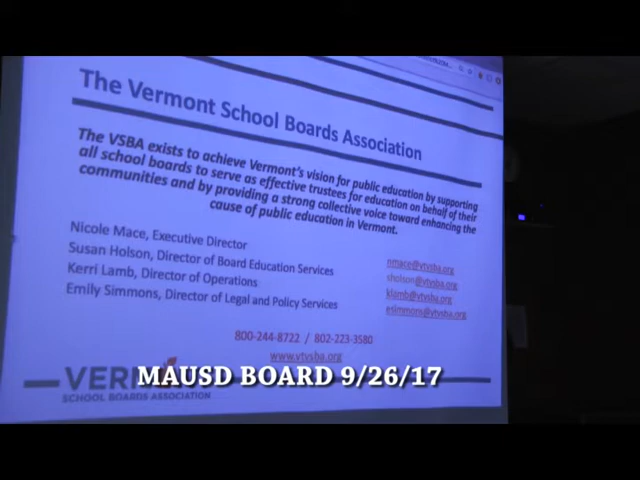 The Vermont School Boards Association
The VSBA exists to achieve Vermont's vision for public education by supporting
all school boards to serve as effective trustees for education on behalf of their
communities and by providing a strong collective voice toward enhancing the
cause of public education in Vermont.
Nicole Mace, Executive Director
nmace@vtvsba.org
Susan Holson, Director of Board Education Services
sholson@vtvsba.org
Kerri Lamb, Director of Operations
klamb@vtvsba.org
Emily Simmons, Director of Legal and Policy Services
esimmons@vtvsba.org
800-244-8722 / 802-223-3580
www.vtvsba.org
MAUSD BOARD 9/26/17
SCHOOL BOARDS ASSOCIATION